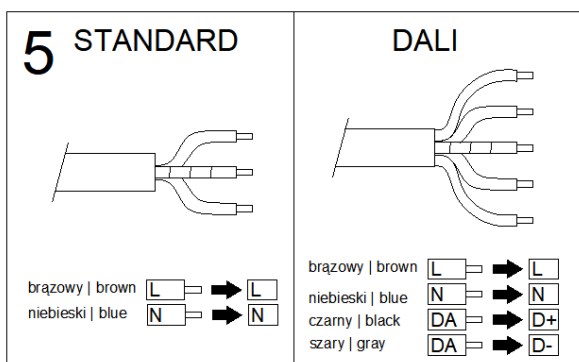 5 STANDARD
brązowy | brown L L
niebieski | blue N N
DALI
brązowy | brown L L
niebieski | blue N N
czarny | black DA D+
szary | gray DA D-